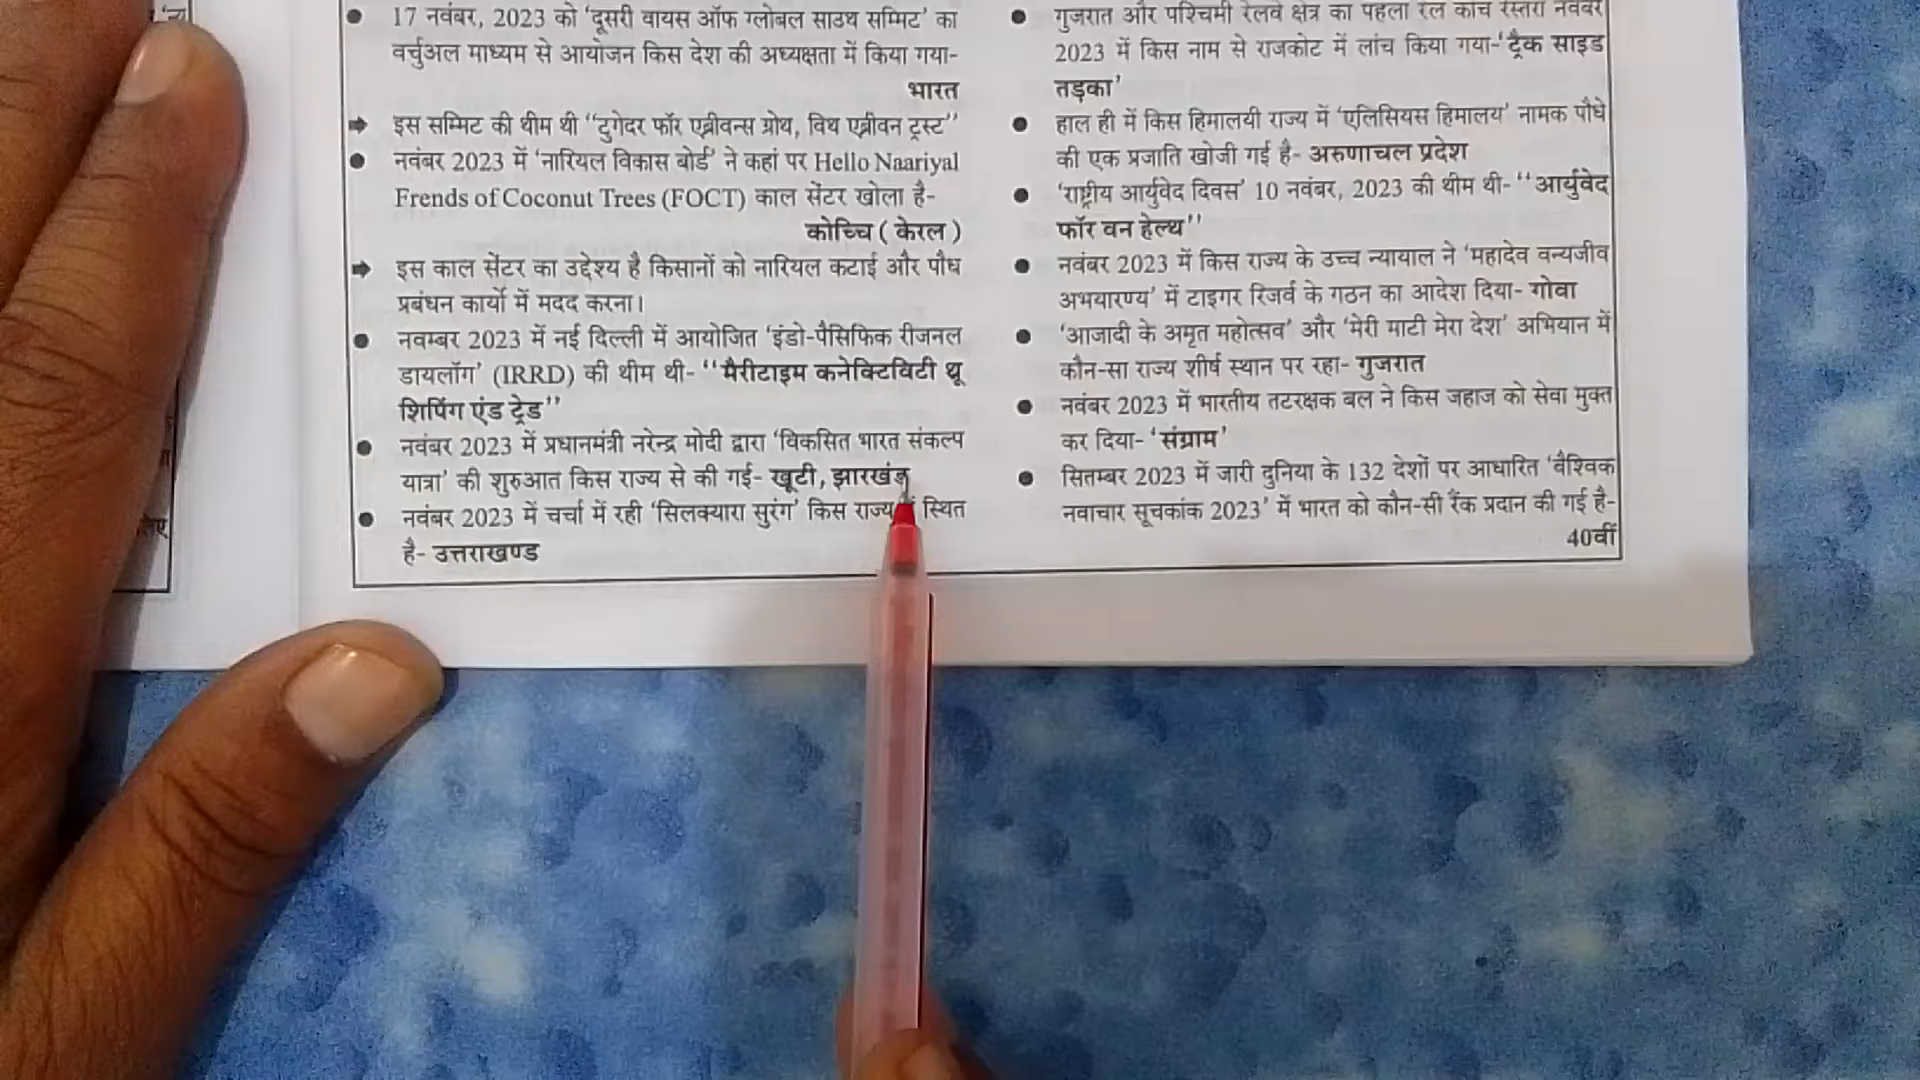 17 नवंबर, 2023 को 'दूसरी वायस ऑफ ग्लोबल साउथ सम्मिट' का
वर्चुअल माध्यम से आयोजन किस देश की अध्यक्षता में किया गया-
भारत
इस सम्मिट की थीम थी "टुगेदर फॉर एव्रीवन्स ग्रोथ, विथ एव्रीवन ट्रस्ट"
नवंबर 2023 में 'नारियल विकास बोर्ड' ने कहां पर Hello Naariyal
Frends of Coconut Trees (FOCT) काल सेंटर खोला है-
कोच्चि ( केरल )
इस काल सेंटर का उद्देश्य है किसानों को नारियल कटाई और पौध
प्रबंधन कार्यो में मदद करना।
नवम्बर 2023 में नई दिल्ली में आयोजित 'इंडो-पैसिफिक रीजनल
डायलॉग' (IRRD) की थीम थी- ''मैरीटाइम कनेक्टिविटी थ्रू
शिपिंग एंड ट्रेड''
नवंबर 2023 में प्रधानमंत्री नरेन्द्र मोदी द्वारा 'विकसित भारत संकल्प
यात्रा' की शुरुआत किस राज्य से की गई- खूटी, झारखंड
नवंबर 2023 में चर्चा में रही 'सिलक्यारा सुरंग' किस राज्य स्थित
है- उत्तराखण्ड
गुजरात और पश्चिमी रेलवे क्षेत्र का पहला रेल कोच रेस्तरां नवंबर
2023 में किस नाम से राजकोट में लांच किया गया-'ट्रैक साइड
तड़का'
हाल ही में किस हिमालयी राज्य में 'एलिसियस हिमालय' नामक पौधे
की एक प्रजाति खोजी गई है- अरुणाचल प्रदेश
'राष्ट्रीय आर्युवेद दिवस' 10 नवंबर, 2023 की थीम थी- ''आर्युवेद
फॉर वन हेल्थ''
नवंबर 2023 में किस राज्य के उच्च न्यायाल ने 'महादेव वन्यजीव
अभयारण्य' में टाइगर रिजर्व के गठन का आदेश दिया- गोवा
'आजादी के अमृत महोत्सव' और 'मेरी माटी मेरा देश' अभियान में
कौन-सा राज्य शीर्ष स्थान पर रहा- गुजरात
नवंबर 2023 में भारतीय तटरक्षक बल ने किस जहाज को सेवा मुक्त
कर दिया- 'संग्राम'
सितम्बर 2023 में जारी दुनिया के 132 देशों पर आधारित 'वैश्विक
नवाचार सूचकांक 2023' में भारत को कौन-सी रैंक प्रदान की गई है-
40वीं